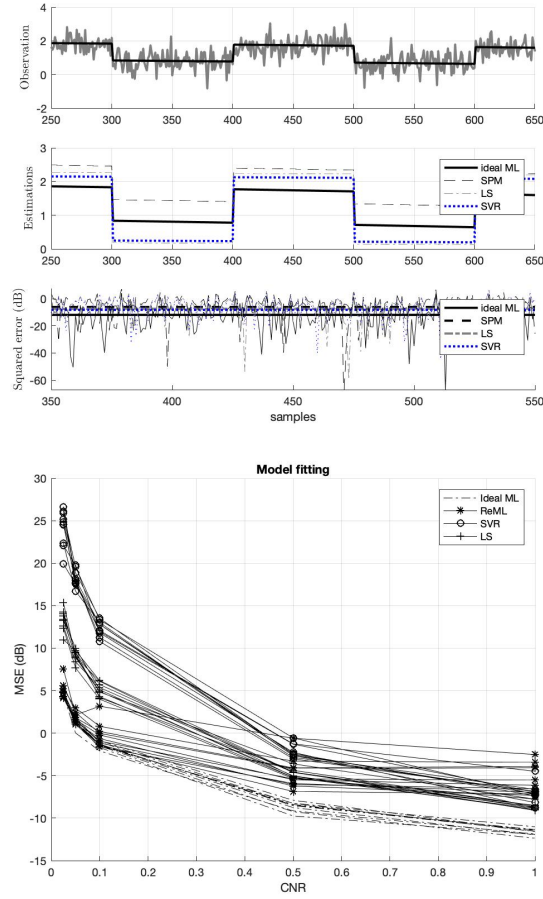 4
2
0
2
Observation
250 300 350 400 450 500 550 600 650
3
2
1
0
Estimations
ideal ML
SPM
LS
SVR
250 300 350 400 450 500 550 600 650
0
-20
-40
-60
Squared error (dB)
ideal ML
SPM
LS
SVR
350 400 450 500 550
samples
Model fitting
30
25
20
15
10
5
0
-5
-10
-15
MSE (dB)
Ideal ML
ReML
SVR
LS
0 0.1 0.2 0.3 0.4 0.5 0.6 0.7 0.8 0.9 1
CNR